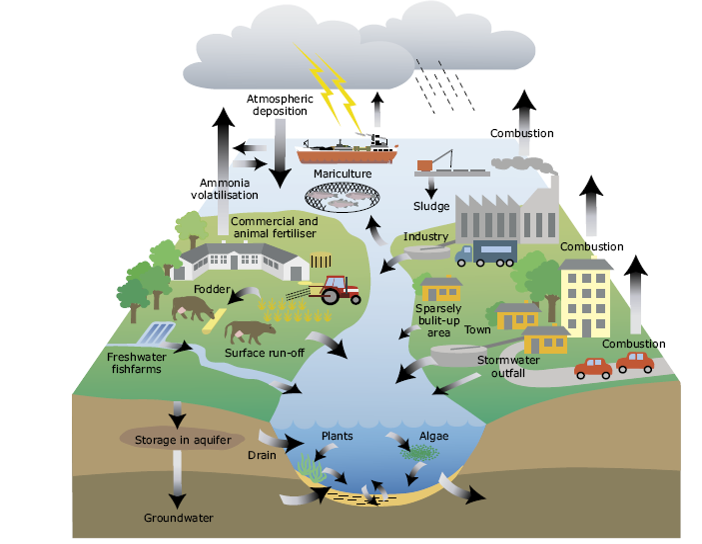 Atmospheric
deposition
Combustion
Mariculture
Ammonia
volatilisation
Sludge
Commercial and
animal fertiliser
Industry
Combustion
Fodder
Sparsely
bulit-up
area
Town
Combustion
Freshwater
fishfarms
Surface run-off
Stormwater
outfall
Storage in aquifer
Drain
Plants
Algae
Groundwater